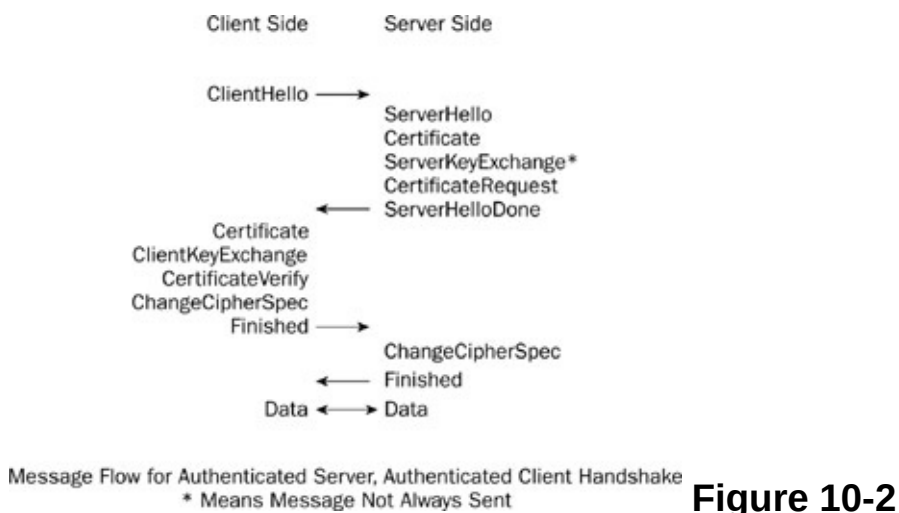 Client Side Server Side
ClientHello
ServerHello
Certificate
ServerKeyExchange*
CertificateRequest
ServerHelloDone
Certificate
ClientKeyExchange
CertificateVerify
ChangeCipherSpec
Finished
ChangeCipherSpec
Finished
Data Data
Message Flow for Authenticated Server, Authenticated Client Handshake
* Means Message Not Always Sent
Figure 10-2